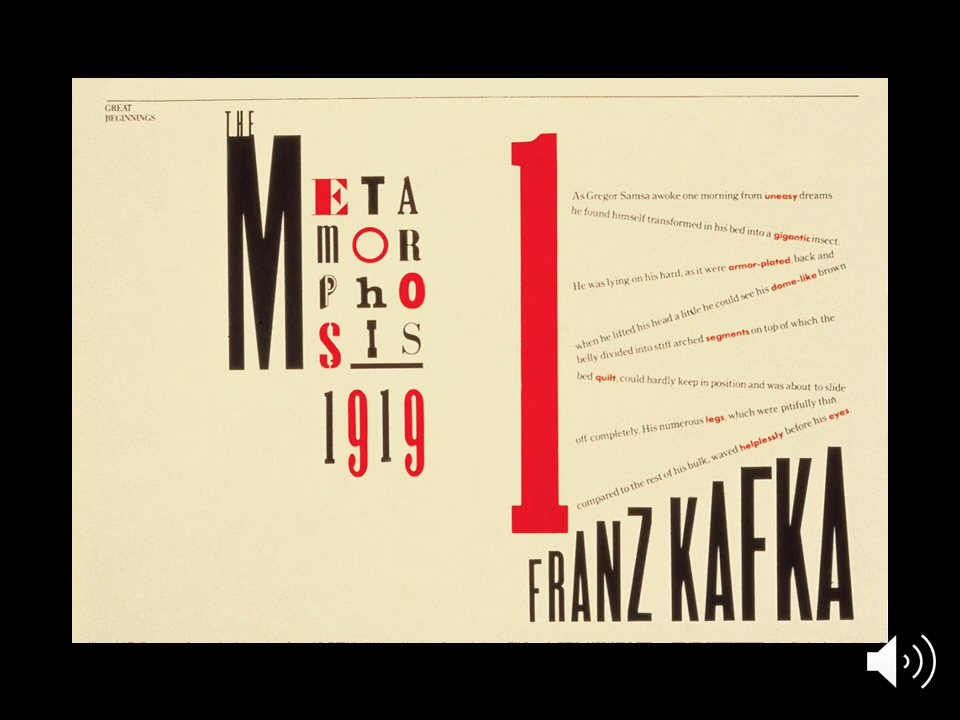 GREAT
BEGINNINGS
THE
METAMORPhOSIS
1919
1
As Gregor Samsa awoke one morning from uneasy dreams
he found himself transformed in his bed into a gigantic insect.
He was lying on his hard, as it were armor-plated, back and
when he lifted his head a little he could see his dome-like brown
belly divided into stiff arched segments on top of which the
bed quilt, could hardly keep in position and was about to slide
off completely. His numerous legs, which were pitifully thin
compared to the rest of his bulk, waved helplessly before his eyes.
FRANZ KAFKA